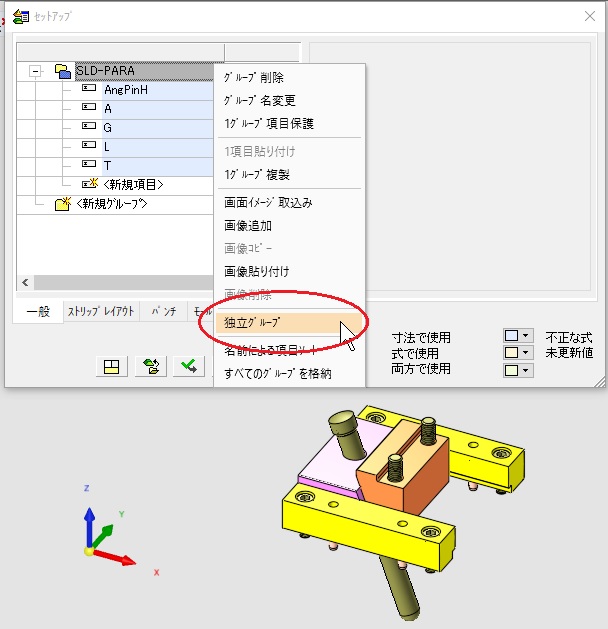 セットアップ
SLD-PARA
AngPinH
A
G
L
T
<新規項目>
<新規グループ>
グループ削除
グループ名変更
1グループ項目保護
1項目貼り付け
1グループ複製
画面イメージ取込み
画像追加
画像コピー
画像貼り付け
画像削除
独立グループ
名前による項目ソート
すべてのグループを格納
一般
ストリップレイアウト
パンチ
モール
寸法で使用
不正な式
式で使用
未更新値
両方で使用
Z
Y
X